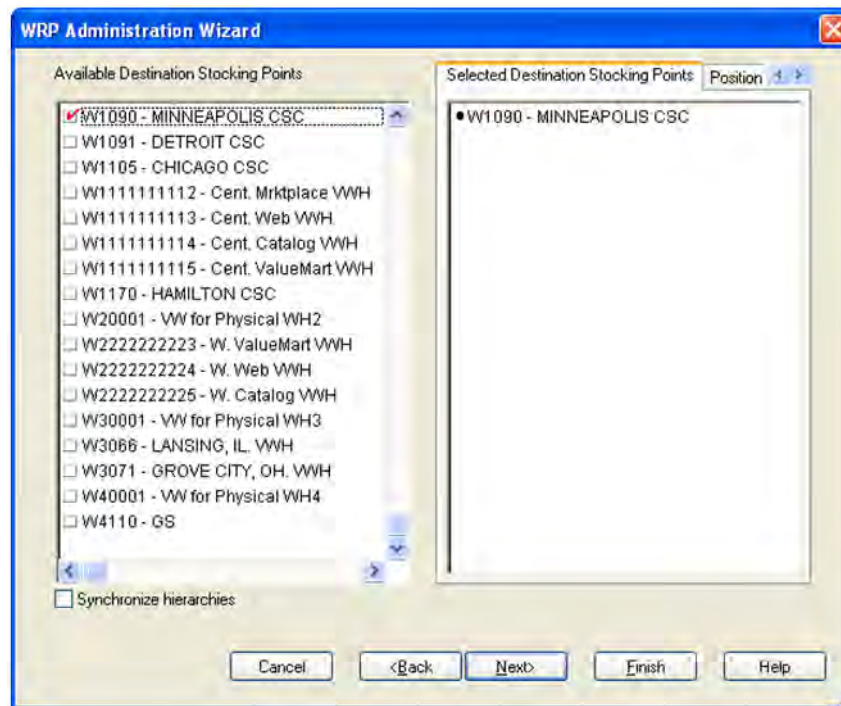 WRP Administration Wizard
Available Destination Stocking Points
W1090 - MINNEAPOLIS CSC
W1091 - DETROIT CSC
W1105 - CHICAGO CSC
W1111111112 - Cent. Mrktplace VWH
W1111111113 - Cent. Web VWH
W1111111114 - Cent. Catalog VWH
W1111111115 - Cent. ValueMart VWH
W1170 - HAMILTON CSC
W20001 - VW for Physical WH2
W2222222223 - W. ValueMart VWH
W2222222224 - W. Web VWH
W2222222225 - W. Catalog VWH
W30001 - VW for Physical WH3
W3066 - LANSING, IL. VWH
W3071 - GROVE CITY, OH. VWH
W40001 - VW for Physical WH4
W4110 - GS
Synchronize hierarchies
Selected Destination Stocking Points Position
W1090 - MINNEAPOLIS CSC
Cancel <Back Next> Finish Help